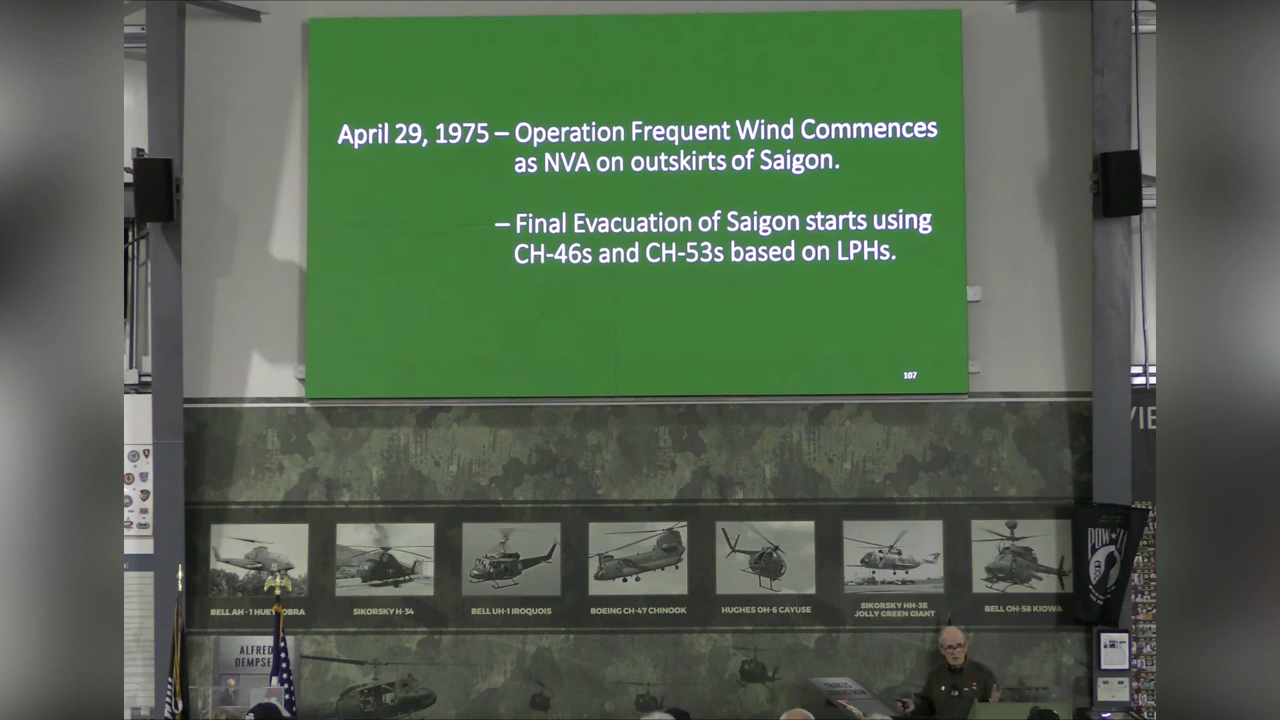 April 29, 1975 – Operation Frequent Wind Commences
as NVA on outskirts of Saigon.
– Final Evacuation of Saigon starts using
CH-46s and CH-53s based on LPHs.
107
BELL AH-1 HUEY COBRA
SIKORSKY H-34
BELL UH-1 IROQUOIS
BOEING CH-47 CHINOOK
HUGHES OH-6 CAYUSE
SIKORSKY HH-3E
JOLLY GREEN GIANT
BELL OH-58 KIOWA
POW
ALFRED